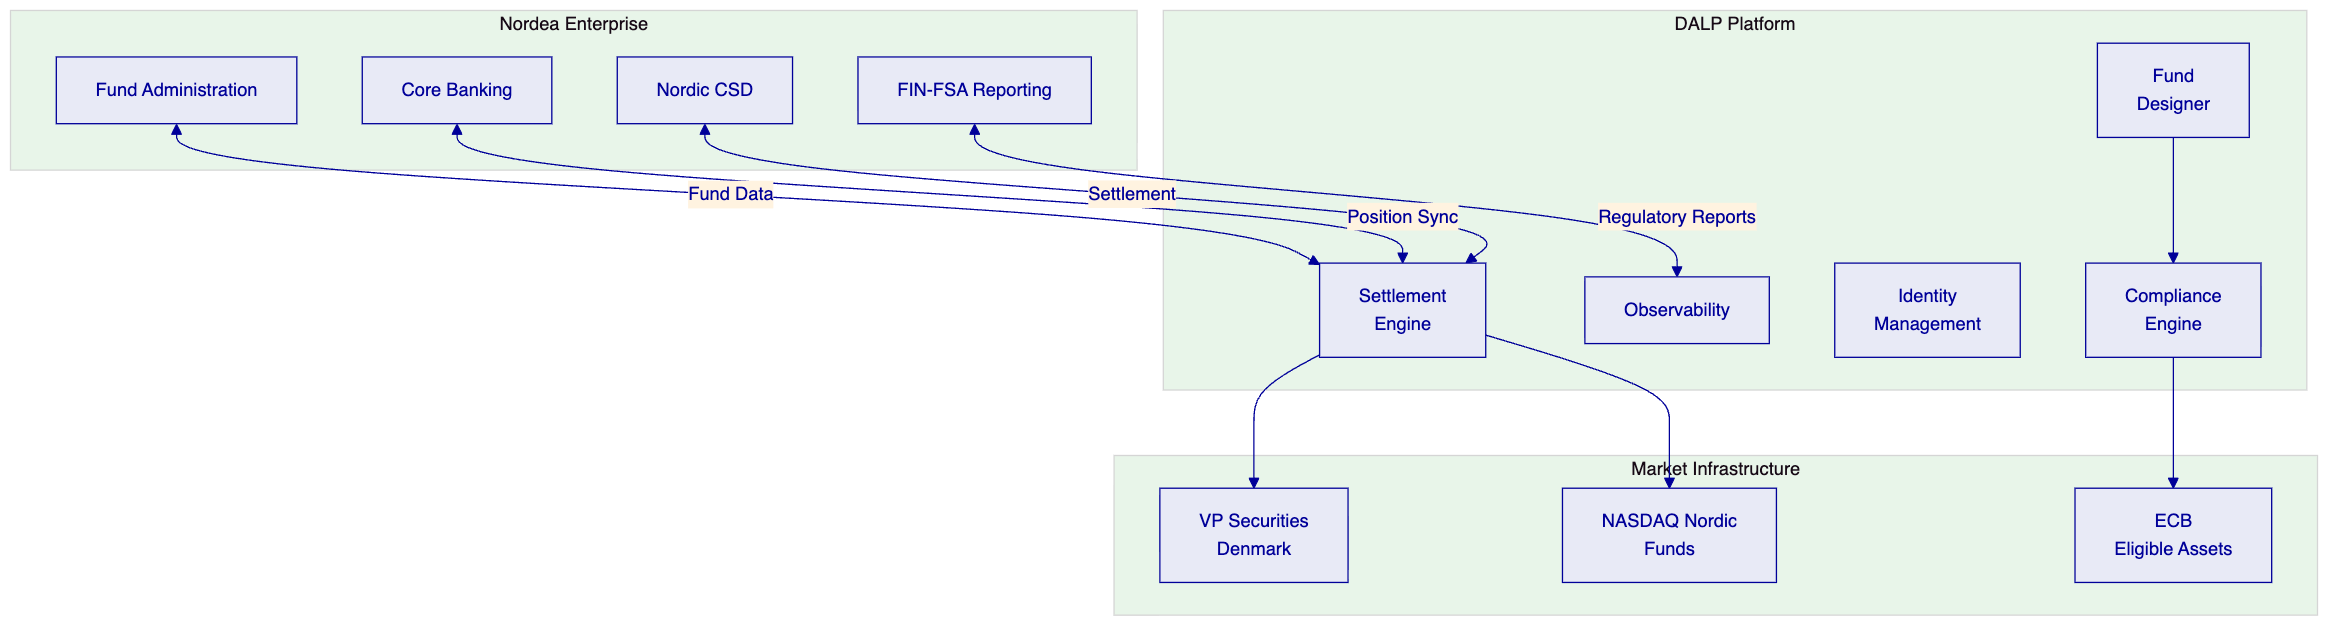 Nordea Enterprise
DALP Platform
Fund Administration
Core Banking
Nordic CSD
FIN-FSA Reporting
Fund
Designer
Fund Data
Settlement
Position Sync
Regulatory Reports
Settlement
Engine
Observability
Identity
Management
Compliance
Engine
Market Infrastructure
VP Securities
Denmark
NASDAQ Nordic
Funds
ECB
Eligible Assets